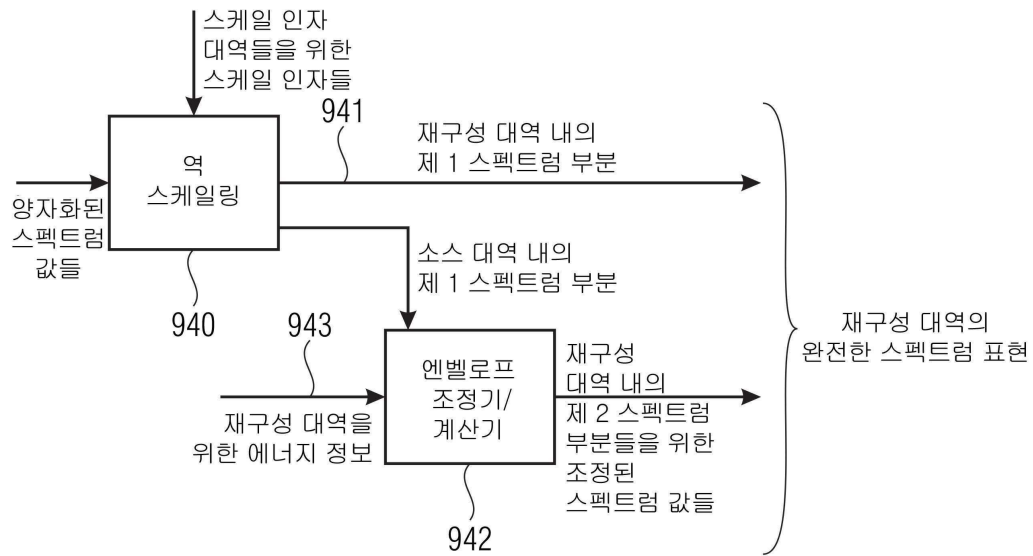 스케일 인자
대역들을 위한
스케일 인자들
941
재구성 대역 내의
제 1 스펙트럼 부분
역
스케일링
양자화된
스펙트럼
값들
940
소스 대역 내의
제 1 스펙트럼 부분
943
재구성 대역을
위한 에너지 정보
엔벨로프
조정기/
계산기
942
재구성
대역 내의
제 2 스펙트럼
부분들을 위한
조정된
스펙트럼 값들
재구성 대역의
완전한 스펙트럼 표현